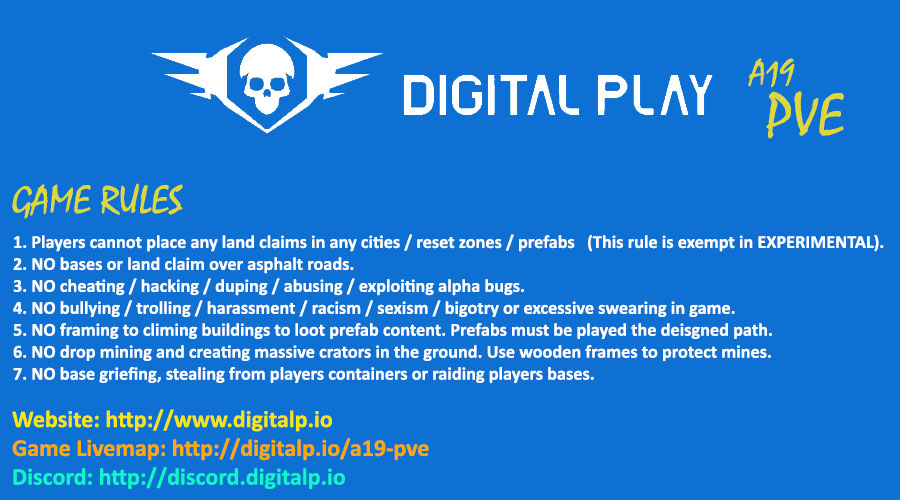 DIGITAL PLAY
A19
PVE
GAME RULES
1. Players cannot place any land claims in any cities / reset zones / prefabs (This rule is exempt in EXPERIMENTAL).
2. NO bases or land claim over asphalt roads.
3. NO cheating / hacking / duping / abusing / exploiting alpha bugs.
4. NO bullying / trolling / harassment / racism / sexism / bigotry or excessive swearing in game.
5. NO framing to climing buildings to loot prefab content. Prefabs must be played the deisgned path.
6. NO drop mining and creating massive crators in the ground. Use wooden frames to protect mines.
7. NO base griefing, stealing from players containers or raiding players bases.
Website: http://www.digitalp.io
Game Livemap: http://digitalp.io/a19-pve
Discord: http://discord.digitalp.io